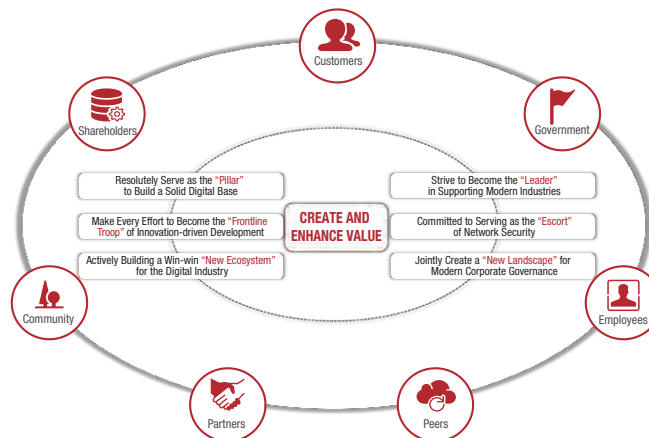 Customers
Shareholders
Government
Resolutely Serve as the “Pillar”
to Build a Solid Digital Base
Strive to Become the “Leader”
in Supporting Modern Industries
Make Every Effort to Become the “Frontline
Troop” of Innovation-driven Development
CREATE AND
ENHANCE VALUE
Committed to Serving as the “Escort”
of Network Security
Actively Building a Win-win “New Ecosystem”
for the Digital Industry
Jointly Create a “New Landscape” for
Modern Corporate Governance
Community
Employees
Partners
Peers